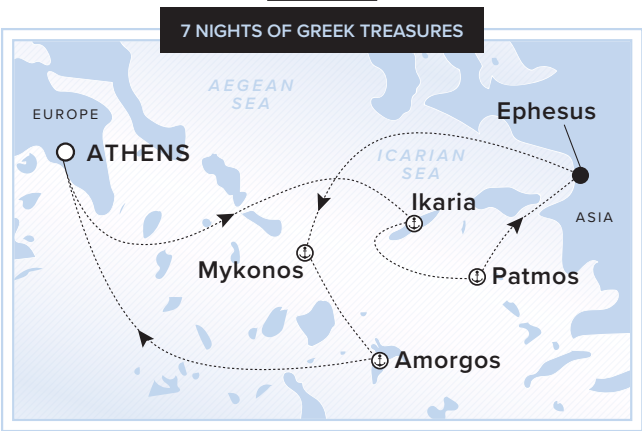 7 NIGHTS OF GREEK TREASURES
AEGEAN
SEA
EUROPE
Ephesus
ATHENS
ICARIAN
SEA
Ikaria
ASIA
Mykonos
Patmos
Amorgos